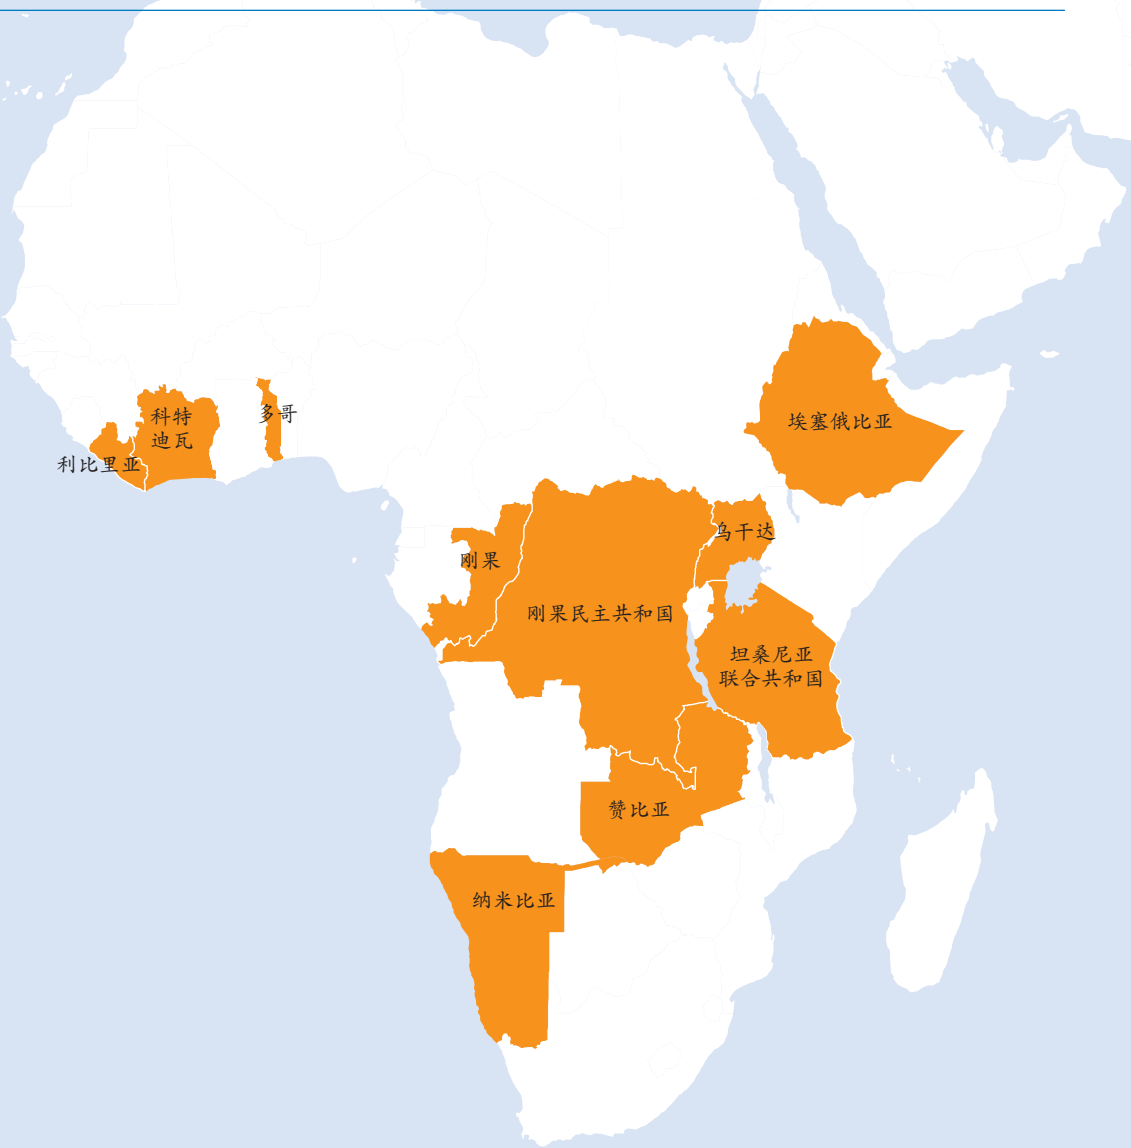 科特
迪瓦
多哥
利比里亚
埃塞俄比亚
乌干达
刚果
刚果民主共和国
坦桑尼亚
联合共和国
赞比亚
纳米比亚